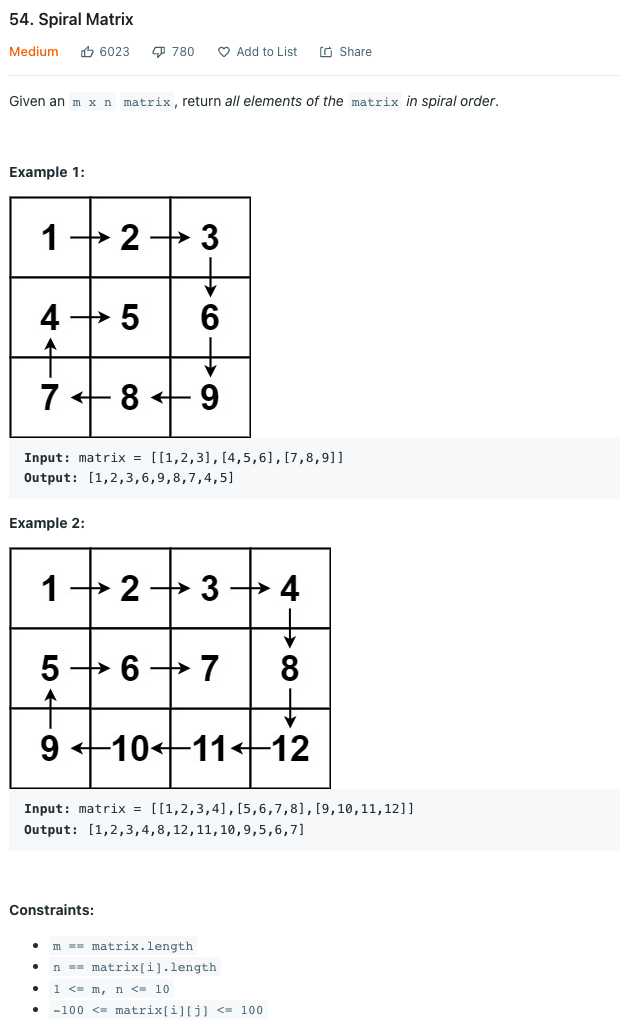 54. Spiral Matrix
Medium 6023 780 Add to List Share
Given an m x n matrix, return all elements of the matrix in spiral order.
Example 1:
1 2 3
4 5 6
7 8 9
Input: matrix = [[1,2,3],[4,5,6],[7,8,9]]
Output: [1,2,3,6,9,8,7,4,5]
Example 2:
1 2 3 4
5 6 7 8
9 10 11 12
Input: matrix = [[1,2,3,4],[5,6,7,8],[9,10,11,12]]
Output: [1,2,3,4,8,12,11,10,9,5,6,7]
Constraints:
m == matrix.length
n == matrix[i].length
1 <= m, n <= 10
-100 <= matrix[i][j] <= 100